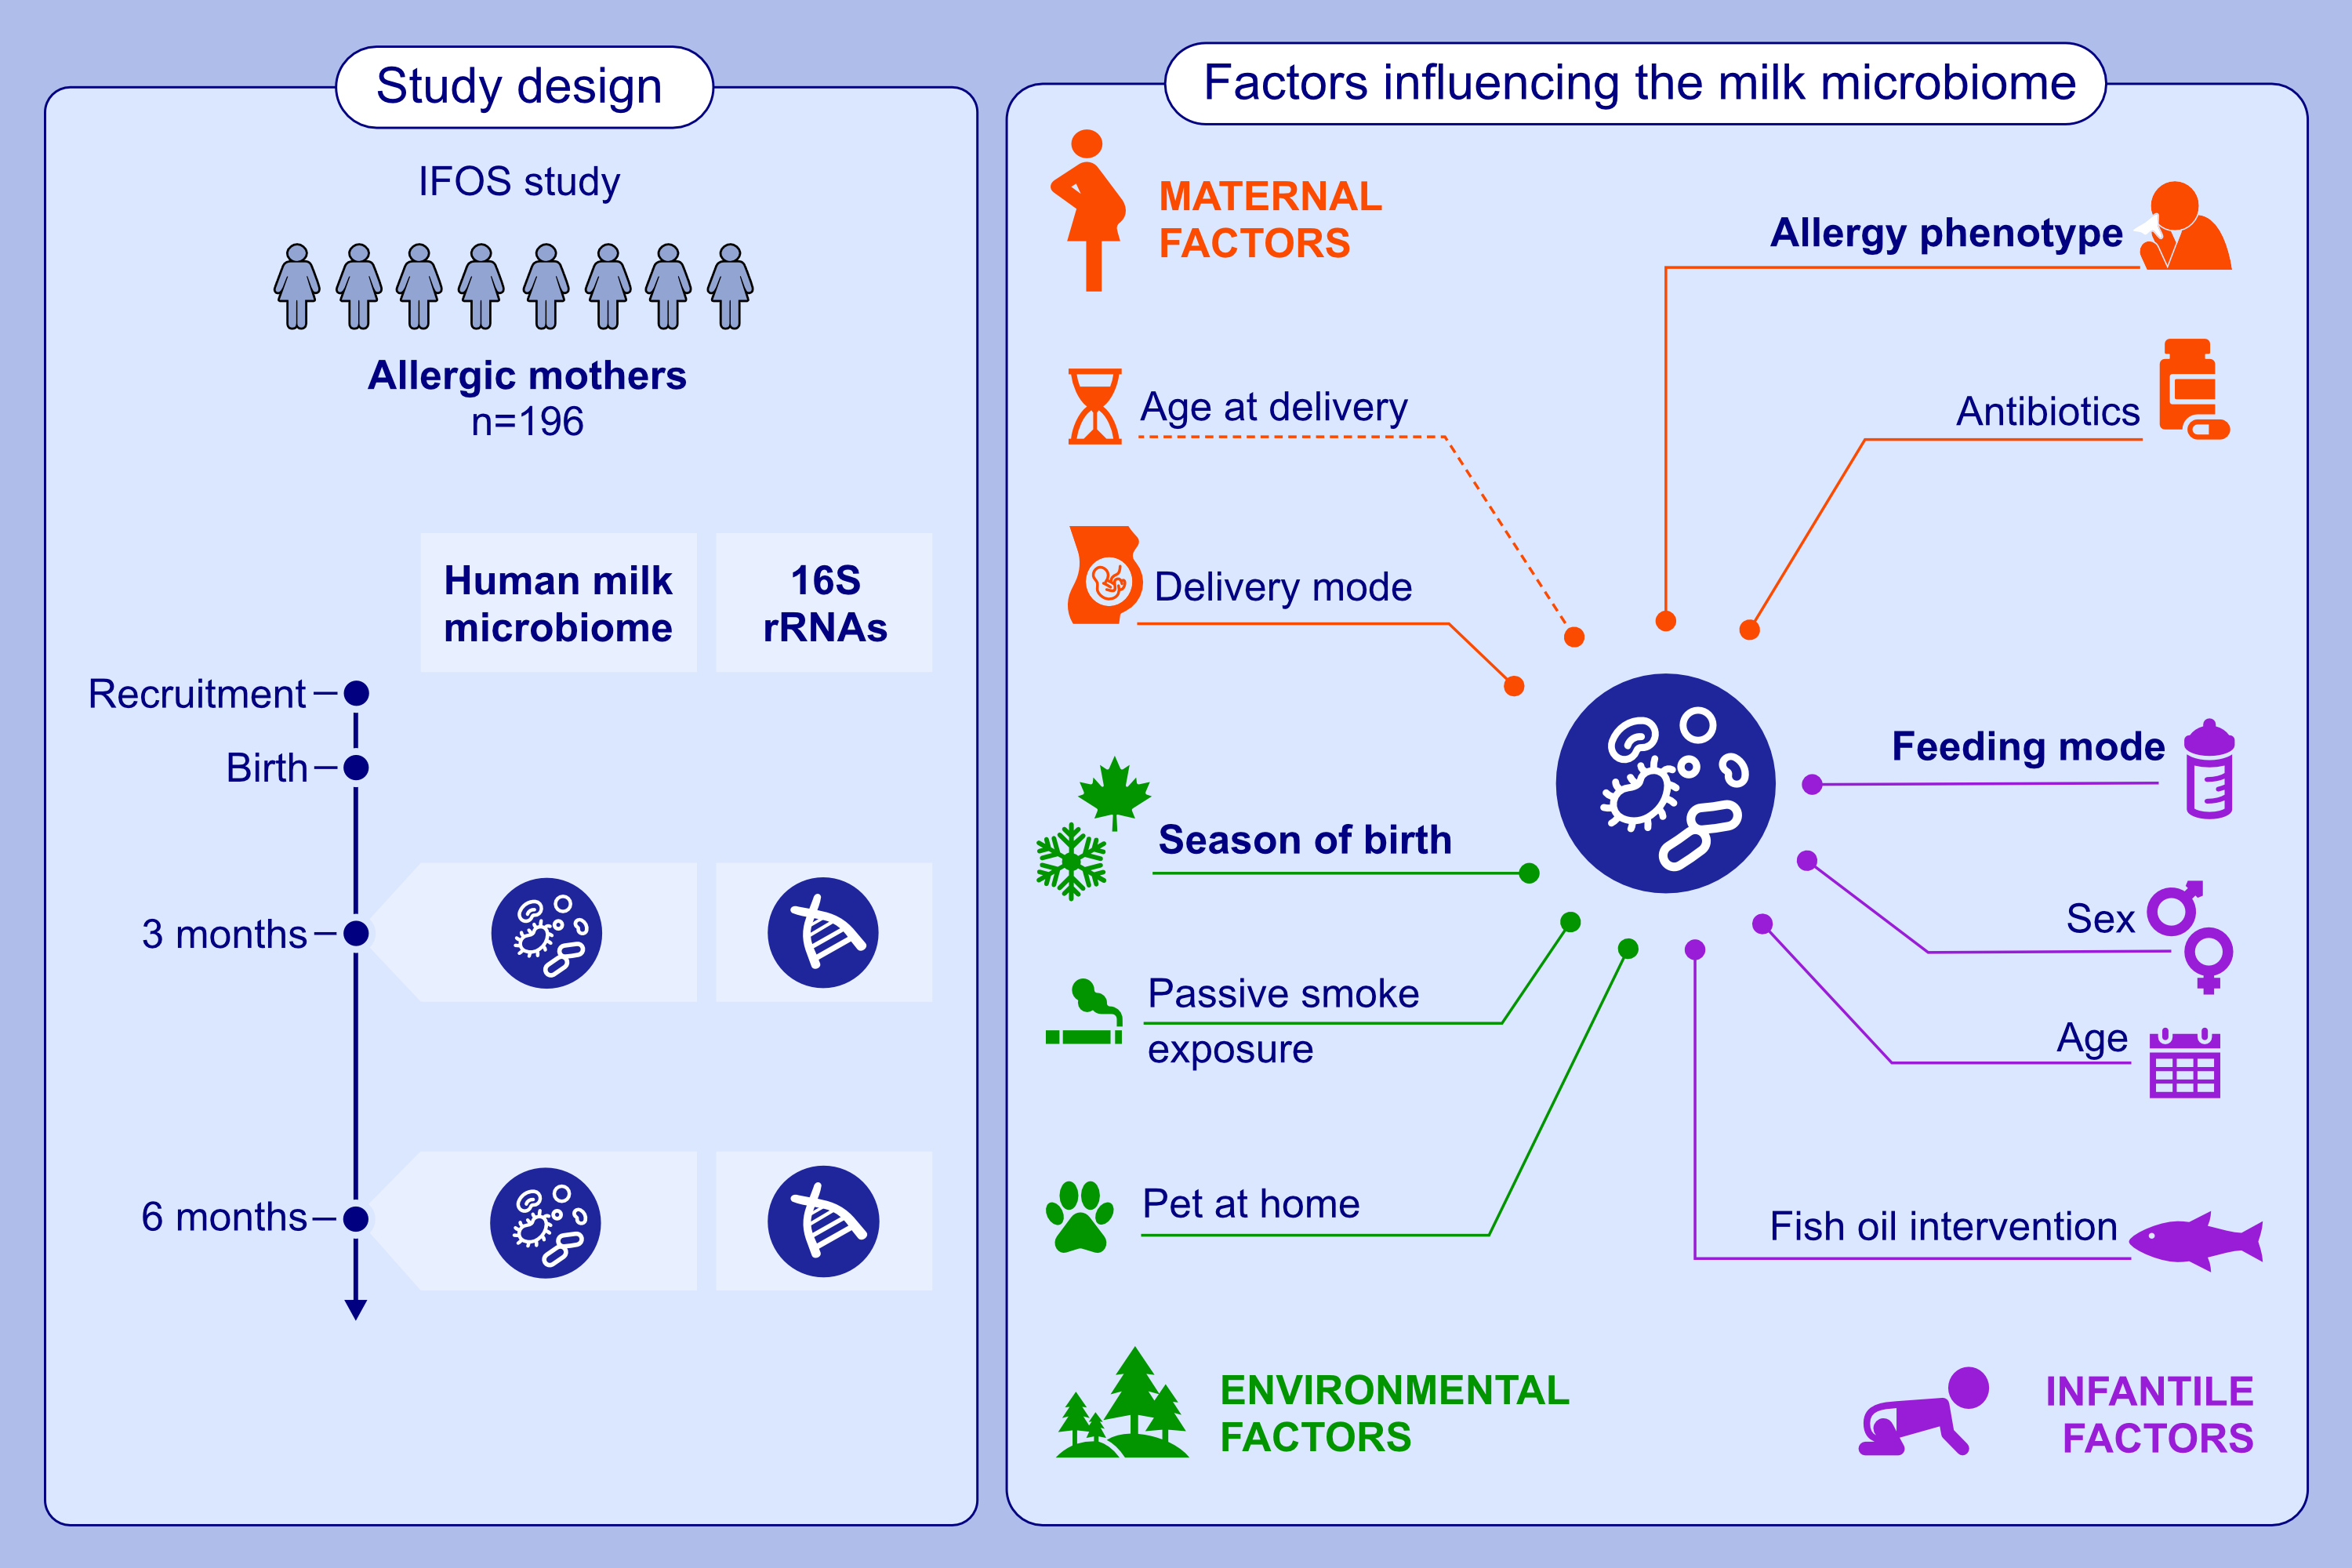 Study design
IFOS study
Allergic mothers
n=196
Human milk
microbiome
16S
rRNAs
Recruitment
Birth
3 months
6 months
Factors influencing the milk microbiome
MATERNAL
FACTORS
Allergy phenotype
Age at delivery
Antibiotics
Delivery mode
Feeding mode
Season of birth
Sex
Passive smoke
exposure
Age
Pet at home
Fish oil intervention
ENVIRONMENTAL
FACTORS
INFANTILE
FACTORS